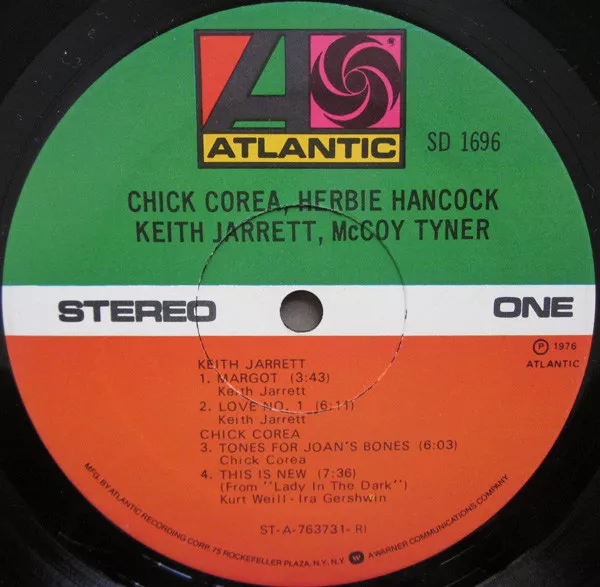 ATLANTIC
SD 1696
CHICK COREA, HERBIE HANCOCK
KEITH JARRETT, McCOY TYNER
STEREO
ONE
Ⓟ 1976
ATLANTIC
KEITH JARRETT
1. MARGOT (3:43)
Keith Jarrett
2. LOVE NO. 1 (6:11)
Keith Jarrett
CHICK COREA
3. TONES FOR JOAN'S BONES (6:03)
Chick Corea
4. THIS IS NEW (7:36)
(From "Lady In The Dark")
Kurt Weill - Ira Gershwin
ST-A-763731- RI
MFG. BY ATLANTIC RECORDING CORP. 75 ROCKEFELLER PLAZA, N.Y. N.Y. A WARNER COMMUNICATIONS COMPANY